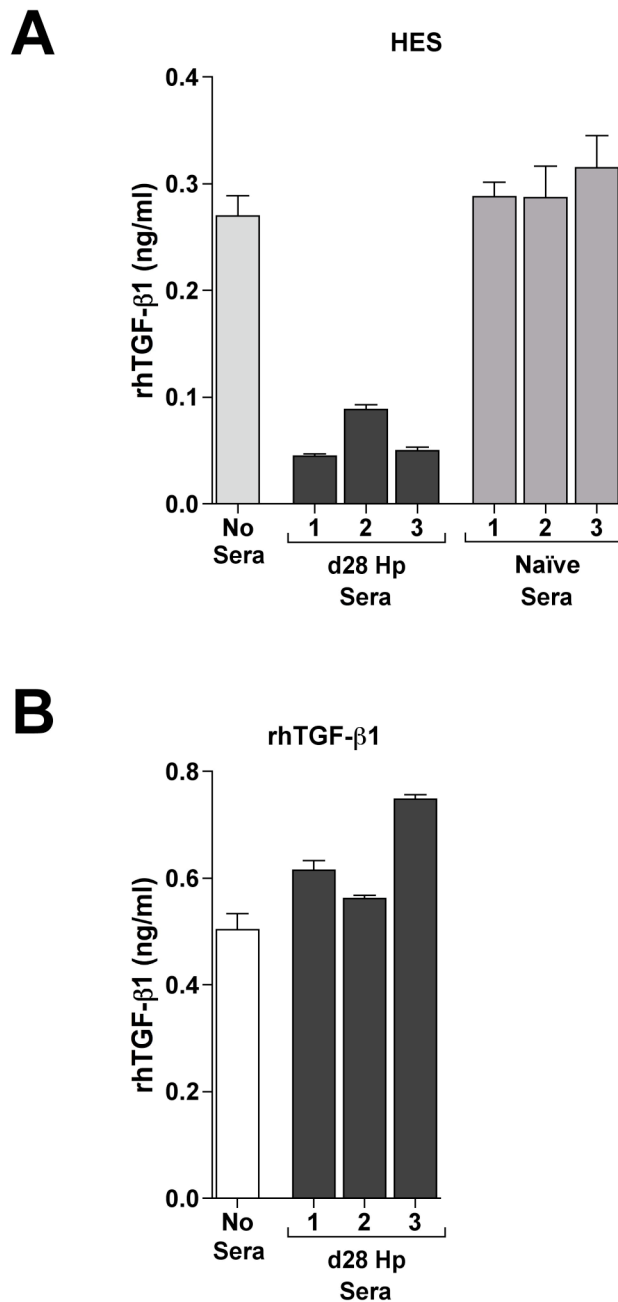 A
HES
rhTGF-β1 (ng/ml)
0.4
0.3
0.2
0.1
0.0
No
Sera
1 2 3
d28 Hp
Sera
1 2 3
Naïve
Sera
B
rhTGF-β1
rhTGF-β1 (ng/ml)
0.8
0.6
0.4
0.2
0.0
No
Sera
1 2 3
d28 Hp
Sera